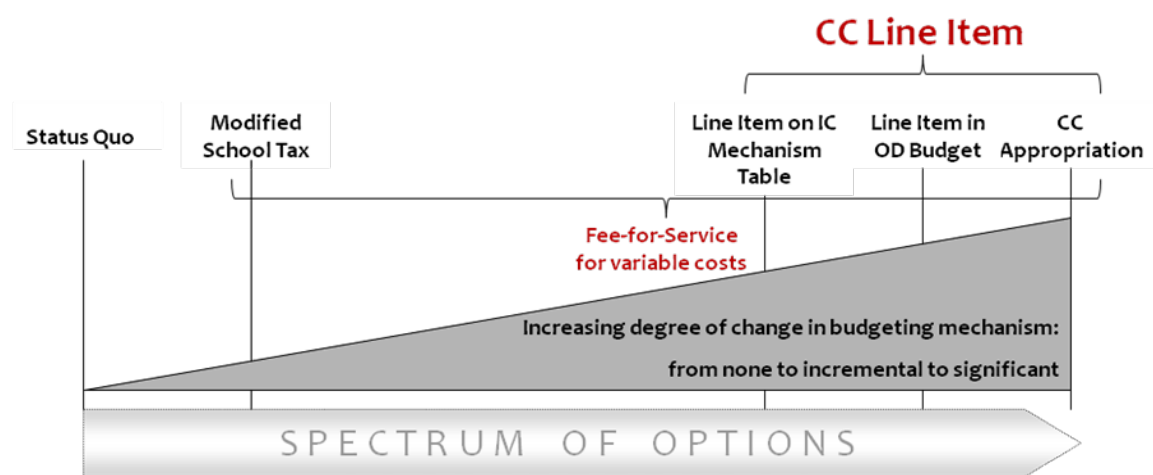 CC Line Item
Status Quo
Modified
School Tax
Line Item on IC
Mechanism
Table
Line Item in
OD Budget
CC
Appropriation
Fee-for-Service
for variable costs
Increasing degree of change in budgeting mechanism:
from none to incremental to significant
SPECTRUM OF OPTIONS